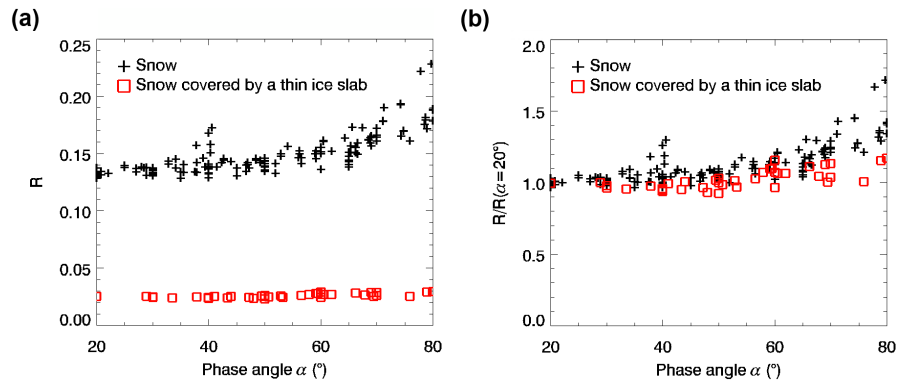 (a)
0.25
0.20
0.15
0.10
0.05
0.00
R
Snow
Snow covered by a thin ice slab
20
40
60
80
Phase angle α (°)
(b)
2.0
1.5
1.0
0.5
0.0
R/R(α=20°)
Snow
Snow covered by a thin ice slab
20
40
60
80
Phase angle α (°)